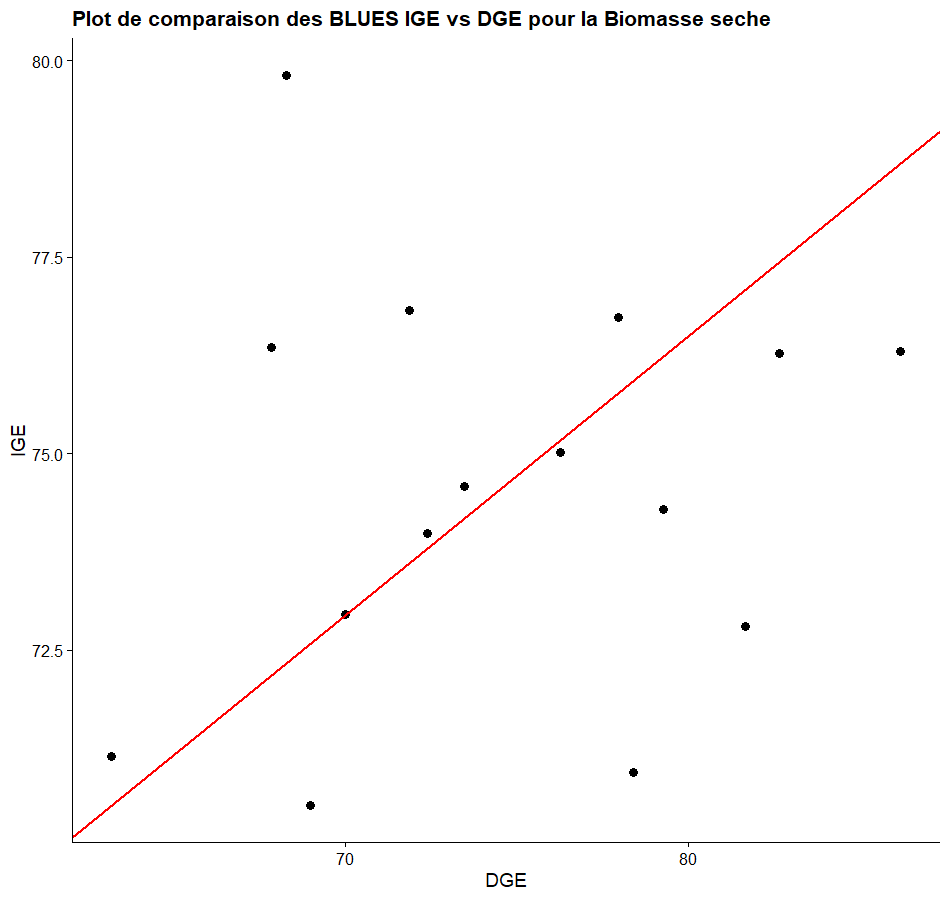 Plot de comparaison des BLUES IGE vs DGE pour la Biomasse seche
80.0
77.5
75.0
72.5
IGE
70
80
DGE